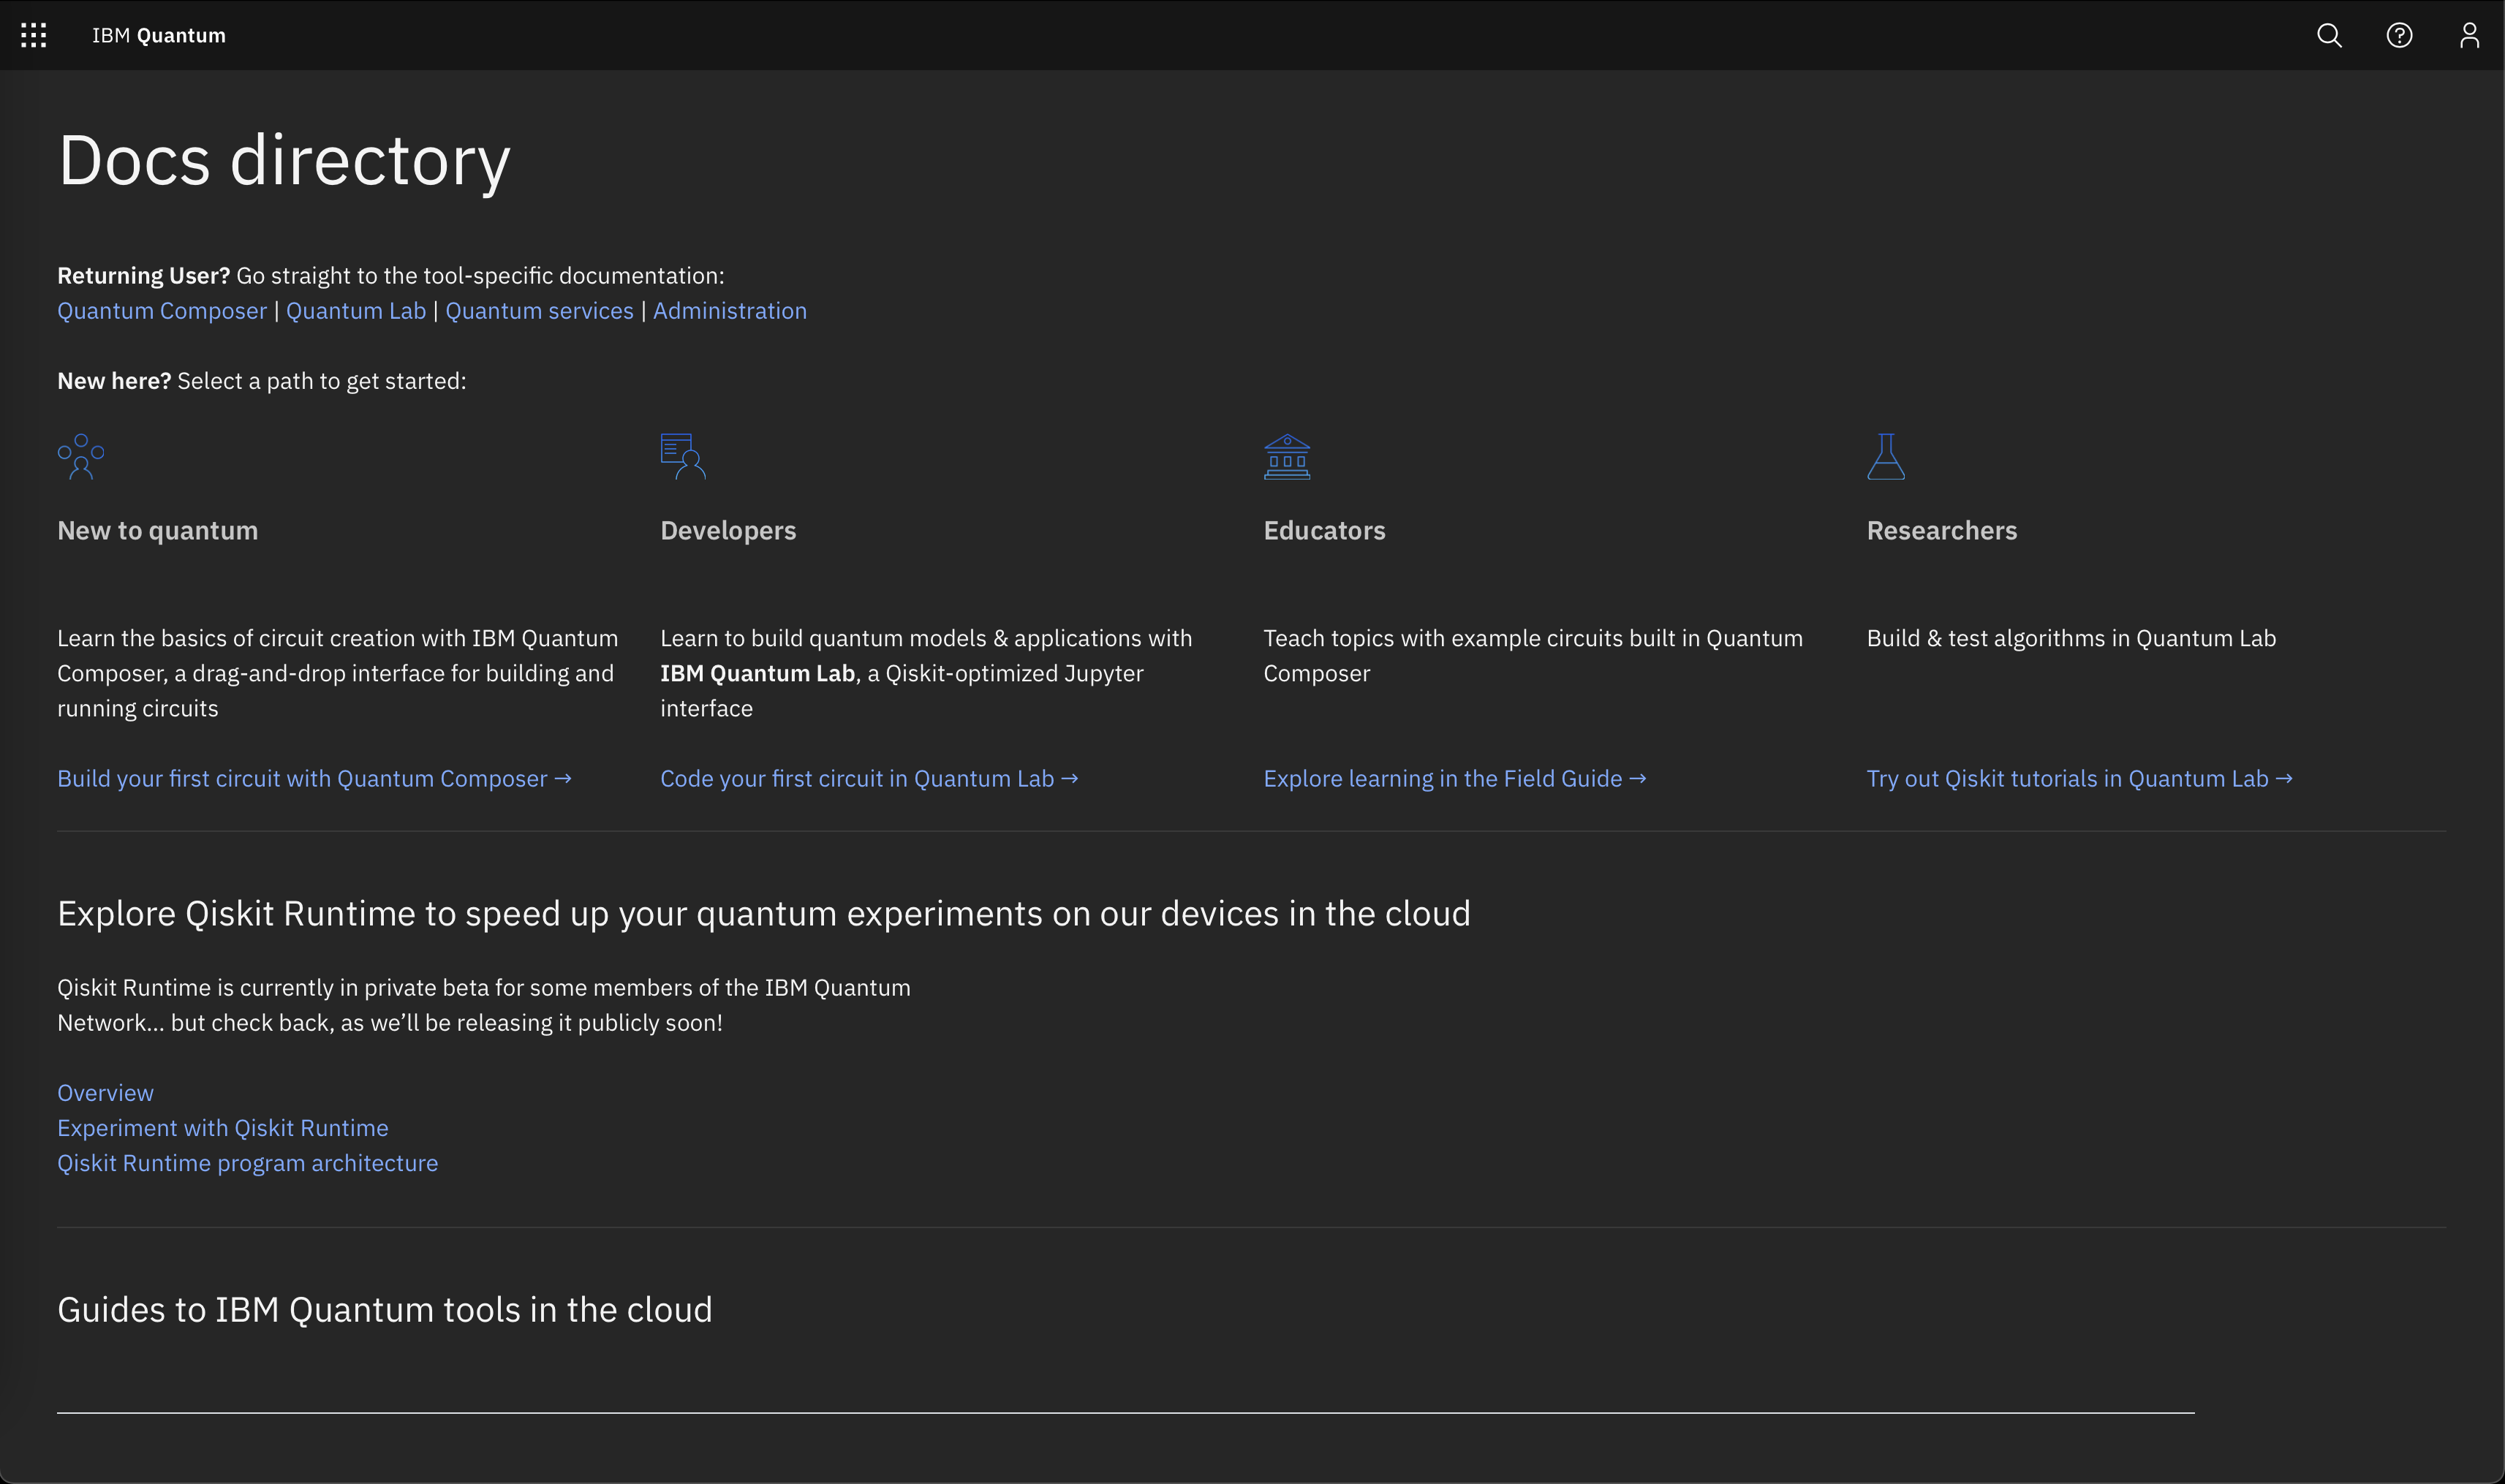 IBM Quantum
Docs directory
Returning User? Go straight to the tool-specific documentation:
Quantum Composer | Quantum Lab | Quantum services | Administration
New here? Select a path to get started:
New to quantum
Learn the basics of circuit creation with IBM Quantum
Composer, a drag-and-drop interface for building and
running circuits
Build your first circuit with Quantum Composer →
Developers
Learn to build quantum models & applications with
IBM Quantum Lab, a Qiskit-optimized Jupyter
interface
Code your first circuit in Quantum Lab →
Educators
Teach topics with example circuits built in Quantum
Composer
Explore learning in the Field Guide →
Researchers
Build & test algorithms in Quantum Lab
Try out Qiskit tutorials in Quantum Lab →
Explore Qiskit Runtime to speed up your quantum experiments on our devices in the cloud
Qiskit Runtime is currently in private beta for some members of the IBM Quantum
Network... but check back, as we’ll be releasing it publicly soon!
Overview
Experiment with Qiskit Runtime
Qiskit Runtime program architecture
Guides to IBM Quantum tools in the cloud